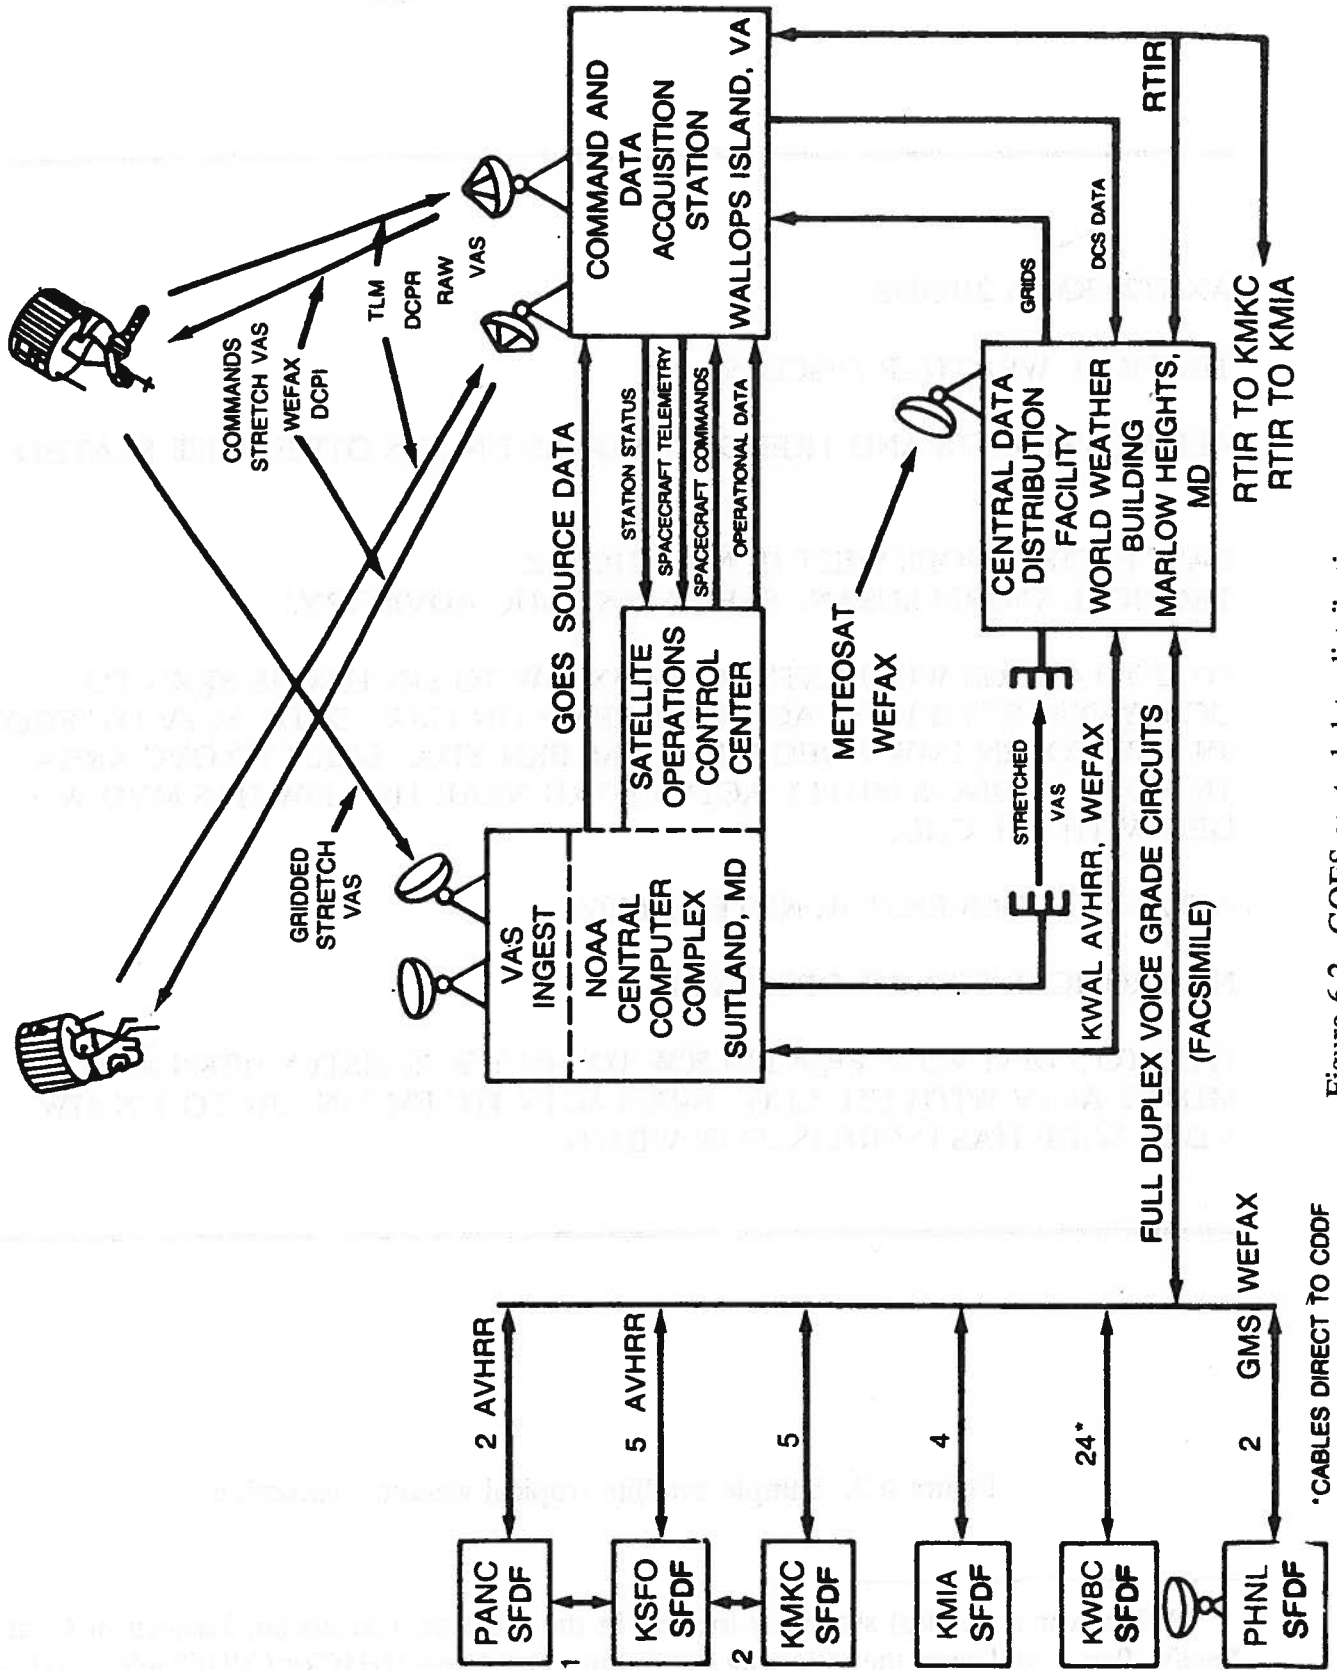 COMMANDS
STRETCH VAS
WEFAX
DCPI
TLM
DCPR
RAW
VAS
GRIDDED
STRETCH
VAS
COMMAND AND
DATA
ACQUISITION
STATION
WALLOPS ISLAND, VA
GOES SOURCE DATA
STATION STATUS
SPACECRAFT TELEMETRY
SPACECRAFT COMMANDS
OPERATIONAL DATA
SATELLITE
OPERATIONS
CONTROL
CENTER
VAS
INGEST
NOAA
CENTRAL
COMPUTER
COMPLEX
SUITLAND, MD
METEOSAT
WEFAX
GRIDS
DCS DATA
RTIR
CENTRAL DATA
DISTRIBUTION
FACILITY
WORLD WEATHER
BUILDING
MARLOW HEIGHTS,
MD
RTIR TO KMKC
RTIR TO KMIA
STRETCHED
VAS
KWAL AVHRR, WEFAX
FULL DUPLEX VOICE GRADE CIRCUITS
(FACSIMILE)
PANC
SFDF
2 AVHRR
1
KSFO
SFDF
5 AVHRR
2
KMKC
SFDF
5
KMIA
SFDF
4
KWBC
SFDF
24*
PHNL
SFDF
2 GMS WEFAX
*CABLES DIRECT TO CDDF